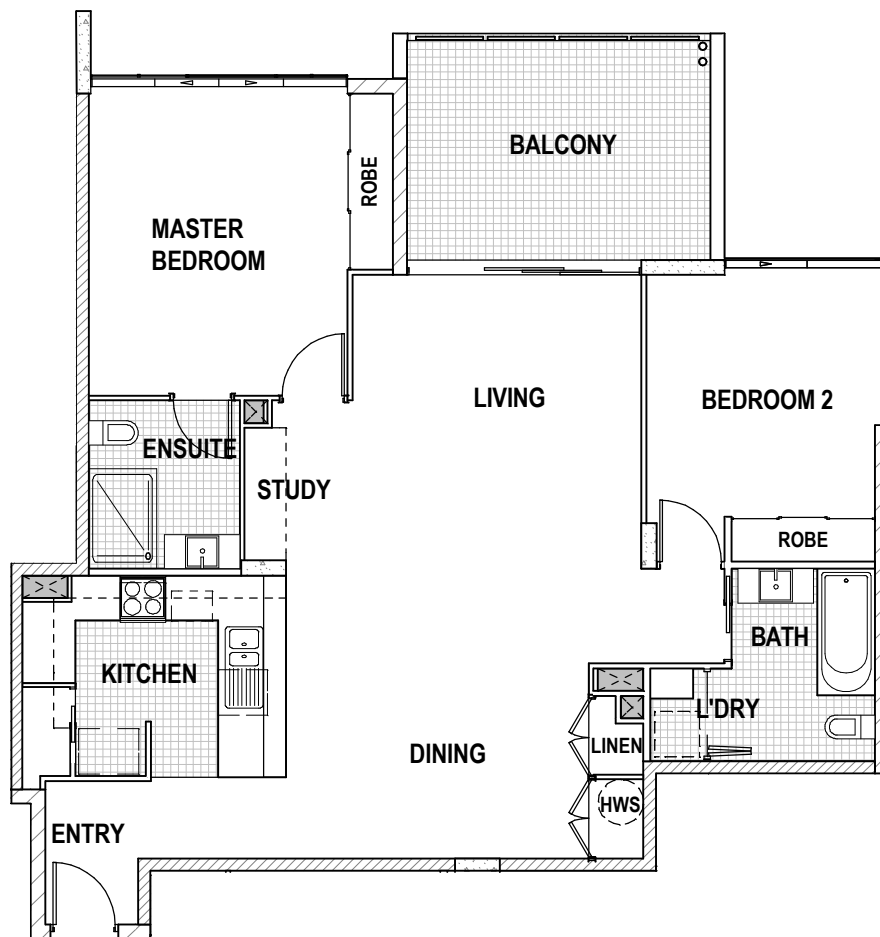 BALCONY
ROBE
MASTER
BEDROOM
LIVING
BEDROOM 2
ENSUITE
STUDY
ROBE
BATH
KITCHEN
L'DRY
LINEN
DINING
HWS
ENTRY